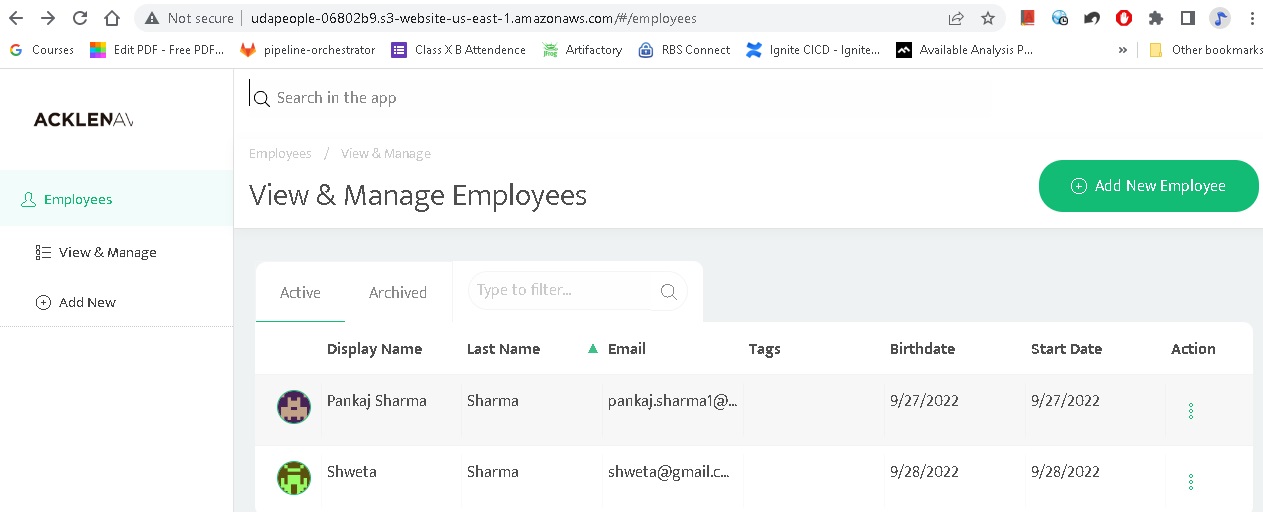 Not secure | udapeople-06802b9.s3-website-us-east-1.amazonaws.com/#/employees
Courses Edit PDF - Free PDF... pipeline-orchestrator Class X B Attendence Artifactory RBS Connect Ignite CICD - Ignite... Available Analysis P... » Other bookmarks
ACKLENAV
Search in the app
Employees / View & Manage
View & Manage Employees
Add New Employee
Employees
View & Manage
Add New
Active Archived Type to filter...
Display Name Last Name Email Tags Birthdate Start Date Action
Pankaj Sharma Sharma pankaj.sharma1@... 9/27/2022 9/27/2022
Shweta Sharma shweta@gmail.c... 9/28/2022 9/28/2022